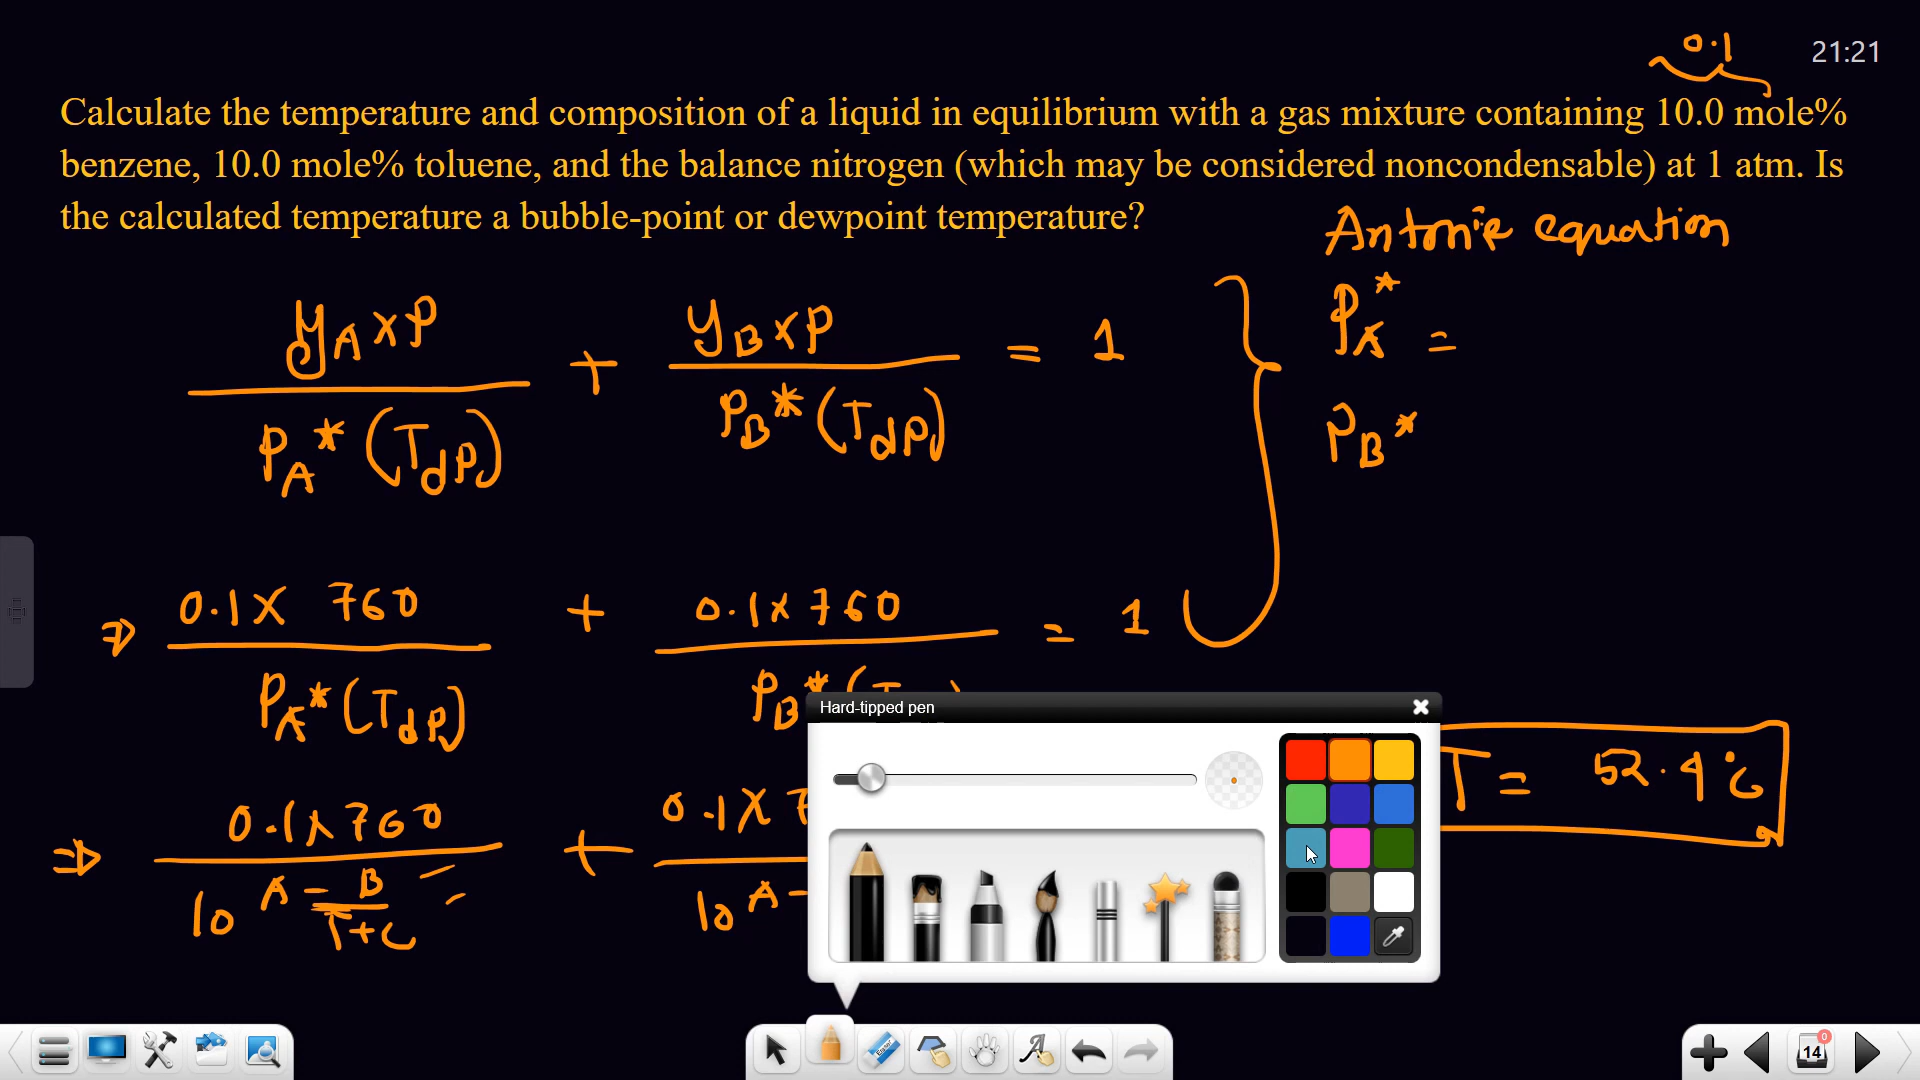 0.1
21:21
Calculate the temperature and composition of a liquid in equilibrium with a gas mixture containing 10.0 mole%
benzene, 10.0 mole% toluene, and the balance nitrogen (which may be considered noncondensable) at 1 atm. Is
the calculated temperature a bubble-point or dewpoint temperature?
Antonie equation
yA x P / PA* (Tdp) + yB x P / PB* (Tdp) = 1
PA* =
PB*
⇒ 0.1 x 760 / PA* (Tdp) + 0.1 x 760 / PB* = 1
Hard-tipped pen
T = 52.4°C
⇒ 0.1 x 760 / 10 A - B / T+C + 0.1 x 7 / 10 A -
Eraser
A
14
0